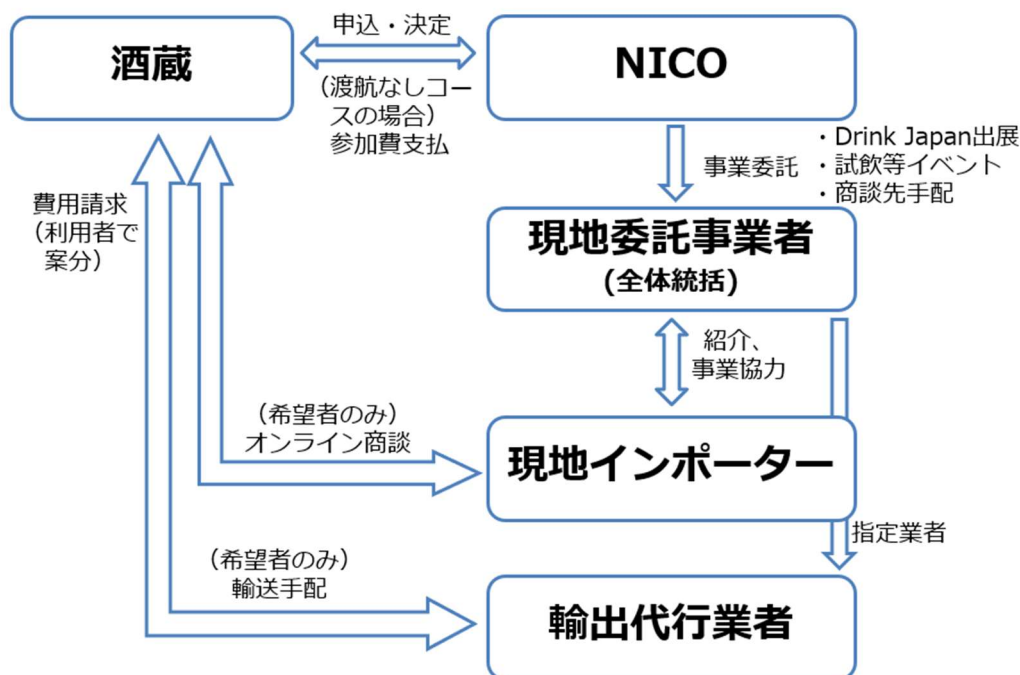 申込・決定
酒蔵
NICO
（渡航なしコー
スの場合）
参加費支払
・Drink Japan出展
・試飲等イベント
・商談先手配
事業委託
費用請求
（利用者で
案分）
現地委託事業者
(全体統括)
紹介、
事業協力
（希望者のみ）
オンライン商談
現地インポーター
指定業者
（希望者のみ）
輸送手配
輸出代行業者